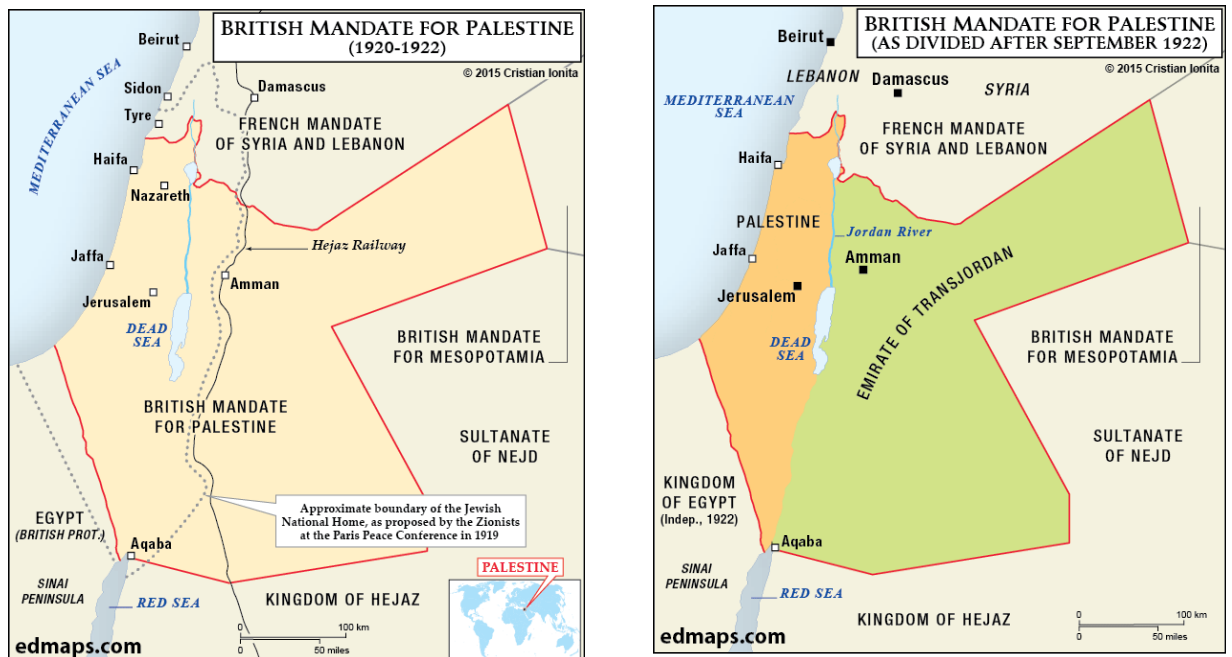 BRITISH MANDATE FOR PALESTINE
(1920-1922)
© 2015 Cristian Ionita
MEDITERRANEAN SEA
Beirut
Sidon
Damascus
Tyre
FRENCH MANDATE
OF SYRIA AND LEBANON
Haifa
Nazareth
Hejaz Railway
Jaffa
Amman
Jerusalem
DEAD
SEA
BRITISH MANDATE
FOR MESOPOTAMIA
BRITISH MANDATE
FOR PALESTINE
SULTANATE
OF NEJD
Approximate boundary of the Jewish
National Home, as proposed by the Zionists
at the Paris Peace Conference in 1919
EGYPT
(BRITISH PROT.)
Aqaba
SINAI
PENINSULA
RED SEA
KINGDOM OF HEJAZ
PALESTINE
0 100 km
0 50 miles
edmaps.com
BRITISH MANDATE FOR PALESTINE
(AS DIVIDED AFTER SEPTEMBER 1922)
© 2015 Cristian Ionita
Beirut
LEBANON
Damascus
SYRIA
MEDITERRANEAN
SEA
FRENCH MANDATE
OF SYRIA AND LEBANON
Haifa
PALESTINE
Jordan River
Jaffa
Amman
Jerusalem
EMIRATE OF TRANSJORDAN
DEAD
SEA
BRITISH MANDATE
FOR MESOPOTAMIA
SULTANATE
OF NEJD
KINGDOM
OF EGYPT
(Indep., 1922)
Aqaba
SINAI
PENINSULA
RED SEA
KINGDOM OF HEJAZ
0 100 km
0 50 miles
edmaps.com